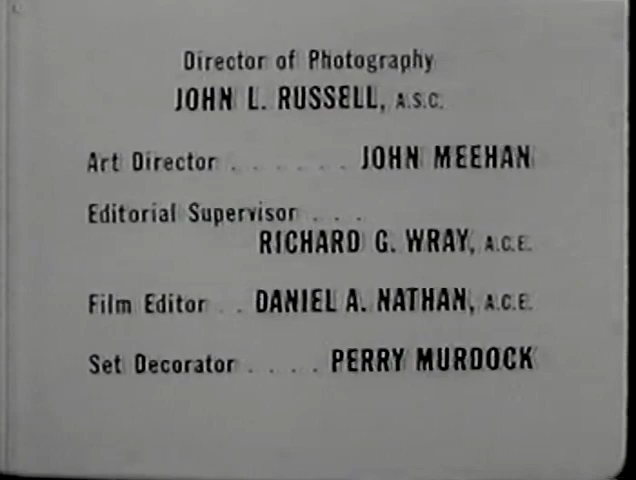 Director of Photography
JOHN L. RUSSELL, A.S.C.
Art Director . . . . . . JOHN MEEHAN
Editorial Supervisor . . .
RICHARD G. WRAY, A.C.E.
Film Editor . . DANIEL A. NATHAN, A.C.E.
Set Decorator . . . . PERRY MURDOCK